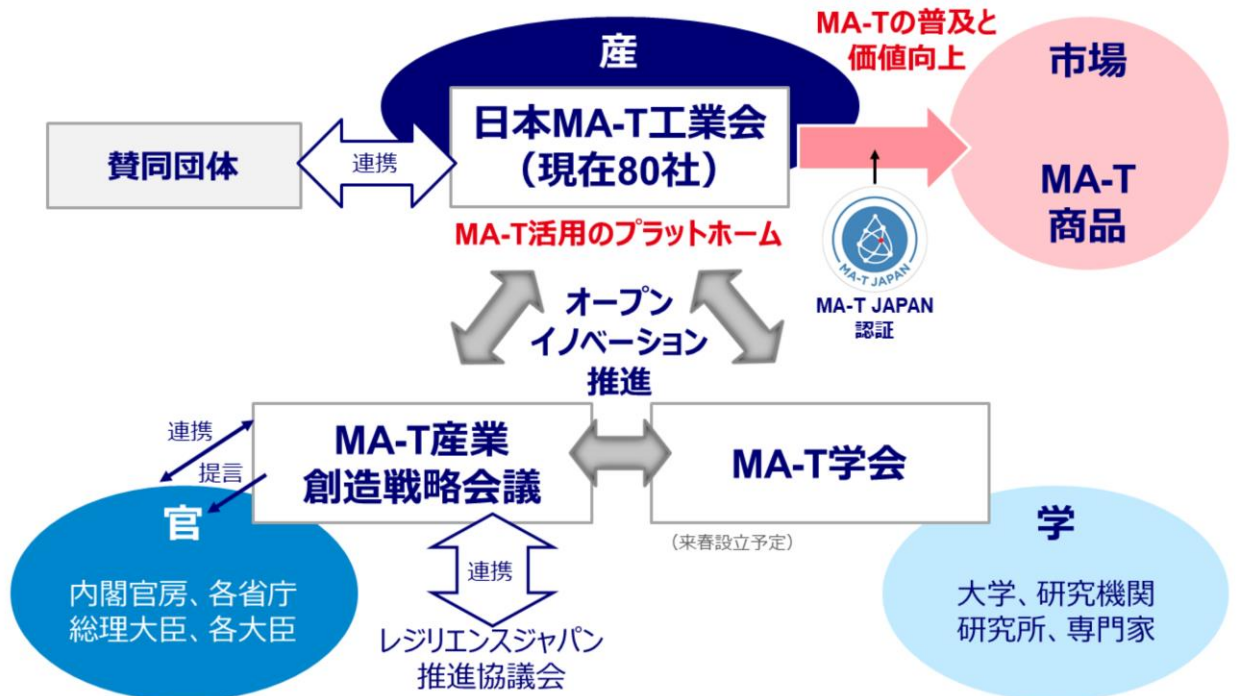 産
日本MA-T工業会
（現在80社）
MA-T活用のプラットホーム
賛同団体
連携
MA-Tの普及と
価値向上
市場
MA-T
商品
MA-T JAPAN
MA-T JAPAN
認証
オープン
イノベーション
推進
MA-T産業
創造戦略会議
MA-T学会
（来春設立予定）
連携
提言
官
内閣官房、各省庁
総理大臣、各大臣
連携
レジリエンスジャパン
推進協議会
学
大学、研究機関
研究所、専門家